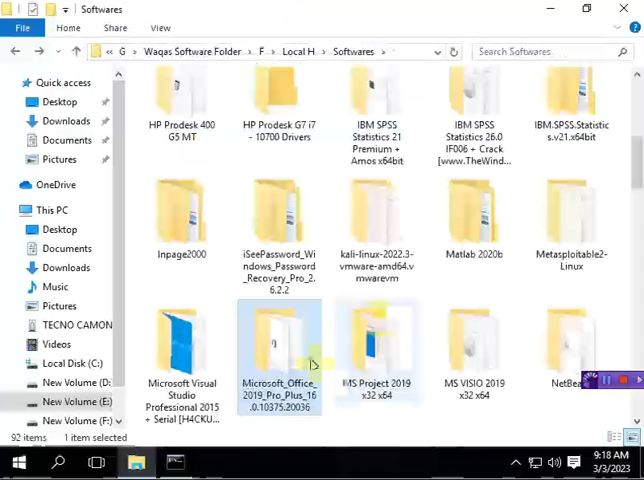 Softwares
File
Home
Share
View
G > Waqas Software Folder > F > Local H > Softwares >
Search Softwares
Quick access
Desktop
Downloads
Documents
Pictures
OneDrive
This PC
Desktop
Documents
Downloads
Music
Pictures
TECNO CAMON
Videos
Local Disk (C:)
New Volume (D:
New Volume (E:)
New Volume (F:)
HP Prodesk 400
G5 MT
HP Prodesk G7 i7
- 10700 Drivers
IBM SPSS
Statistics 21
Premium +
Amos x64bit
IBM SPSS
Statistics 26.0
IF006 + Crack
[www.TheWind...
IBM.SPSS.Statistic
s.v21.x64bit
Inpage2000
iSeePassword_Wi
ndows_Password
_Recovery_Pro_2.
6.2.2
kali-linux-2022.3-
vmware-amd64.v
mwarevm
Matlab 2020b
Metasploitable2-
Linux
Microsoft Visual
Studio
Professional 2015
+ Serial [H4CKU...
Microsoft_Office_
2019_Pro_Plus_16
.0.10375.20036
MS Project 2019
x32 x64
MS VISIO 2019
x32 x64
NetBea
92 items
1 item selected
9:18 AM
3/3/2023